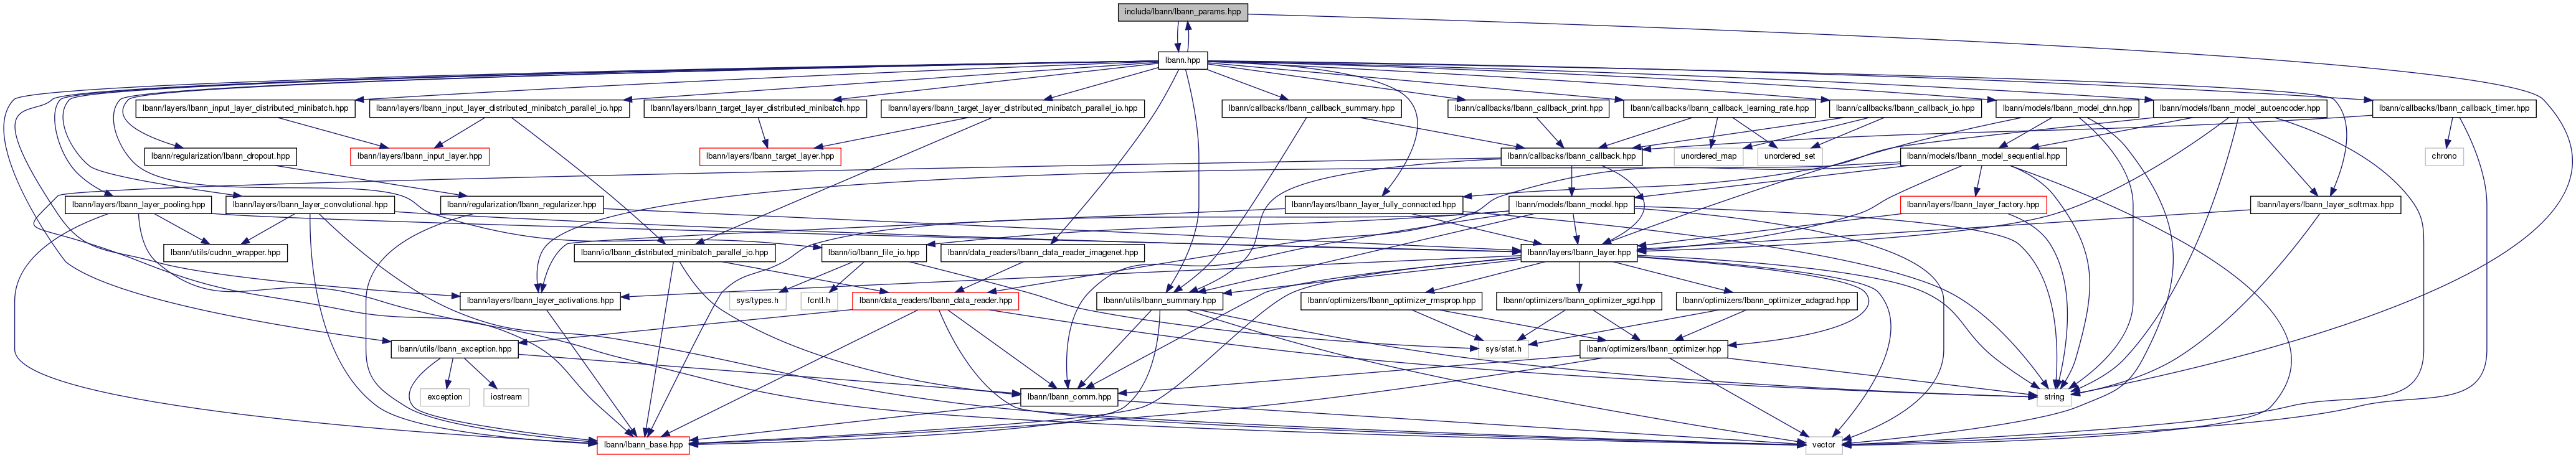 include/lbann/lbann_params.hpp
lbann.hpp
lbann/layers/lbann_input_layer_distributed_minibatch.hpp
lbann/layers/lbann_input_layer_distributed_minibatch_parallel_io.hpp
lbann/layers/lbann_target_layer_distributed_minibatch.hpp
lbann/layers/lbann_target_layer_distributed_minibatch_parallel_io.hpp
lbann/callbacks/lbann_callback_summary.hpp
lbann/callbacks/lbann_callback_print.hpp
lbann/callbacks/lbann_callback_learning_rate.hpp
lbann/callbacks/lbann_callback_io.hpp
lbann/models/lbann_model_dnn.hpp
lbann/models/lbann_model_autoencoder.hpp
lbann/callbacks/lbann_callback_timer.hpp
lbann/regularization/lbann_dropout.hpp
lbann/layers/lbann_input_layer.hpp
lbann/layers/lbann_target_layer.hpp
lbann/callbacks/lbann_callback.hpp
unordered_map
unordered_set
lbann/models/lbann_model_sequential.hpp
chrono
lbann/layers/lbann_layer_pooling.hpp
lbann/layers/lbann_layer_convolutional.hpp
lbann/regularization/lbann_regularizer.hpp
lbann/layers/lbann_layer_fully_connected.hpp
lbann/models/lbann_model.hpp
lbann/layers/lbann_layer_factory.hpp
lbann/layers/lbann_layer_softmax.hpp
lbann/utils/cudnn_wrapper.hpp
lbann/io/lbann_distributed_minibatch_parallel_io.hpp
lbann/io/lbann_file_io.hpp
lbann/data_readers/lbann_data_reader_imagenet.hpp
lbann/layers/lbann_layer.hpp
lbann/layers/lbann_layer_activations.hpp
sys/types.h
fcntl.h
lbann/data_readers/lbann_data_reader.hpp
lbann/utils/lbann_summary.hpp
lbann/optimizers/lbann_optimizer_rmsprop.hpp
lbann/optimizers/lbann_optimizer_sgd.hpp
lbann/optimizers/lbann_optimizer_adagrad.hpp
lbann/utils/lbann_exception.hpp
sys/stat.h
lbann/optimizers/lbann_optimizer.hpp
exception
iostream
lbann/lbann_comm.hpp
string
lbann/lbann_base.hpp
vector